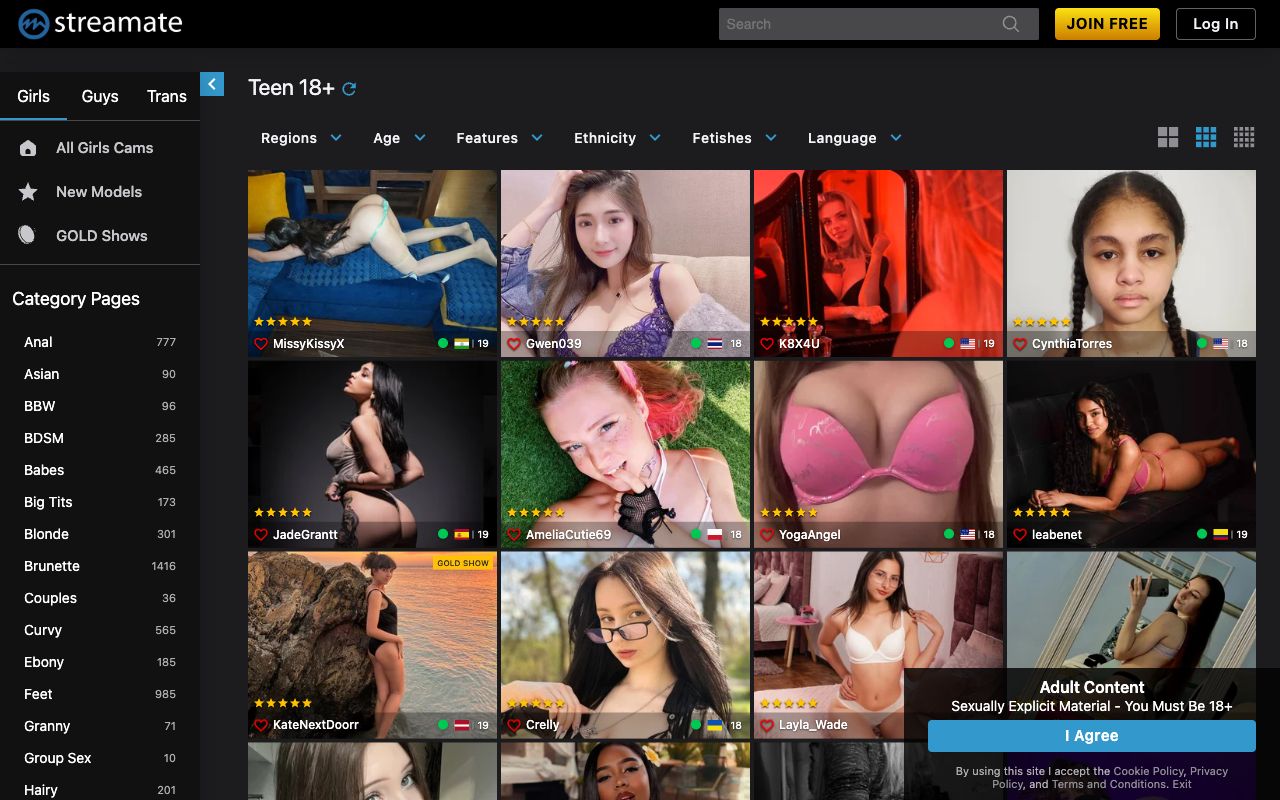 streamate
Search
JOIN FREE
Log In
Girls
Guys
Trans
All Girls Cams
New Models
GOLD Shows
Category Pages
Anal 777
Asian 90
BBW 96
BDSM 285
Babes 465
Big Tits 173
Blonde 301
Brunette 1416
Couples 36
Curvy 565
Ebony 185
Feet 985
Granny 71
Group Sex 10
Hairy 201
Teen 18+
Regions
Age
Features
Ethnicity
Fetishes
Language
MissyKissyX 19
Gwen039 18
K8X4U 19
CynthiaTorres 18
JadeGrantt 19
AmeliaCutie69 18
YogaAngel 18
leabenet 19
GOLD SHOW
KateNextDoorr 19
Crelly 18
Layla_Wade
Adult Content
Sexually Explicit Material - You Must Be 18+
I Agree
By using this site I accept the Cookie Policy, Privacy
Policy, and Terms and Conditions. Exit